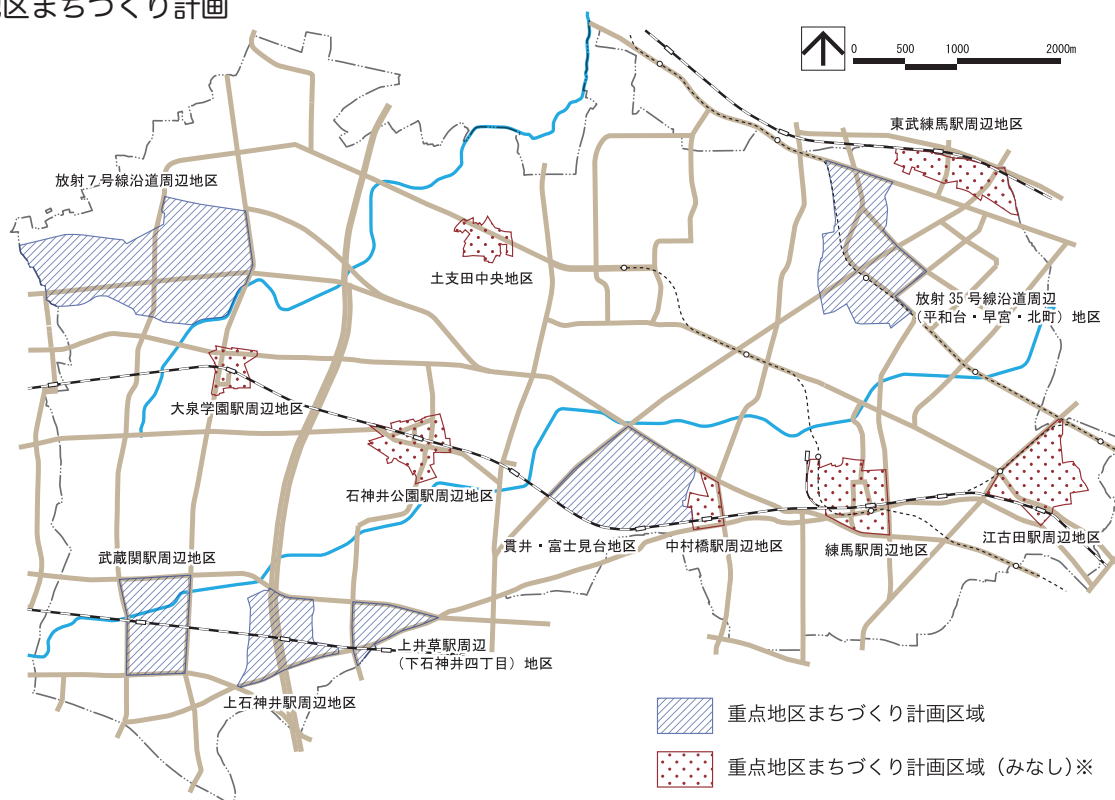 区まちづくり計画
0 500 1000 2000m
東武練馬駅周辺地区
放射7号線沿道周辺地区
土支田中央地区
放射35号線沿道周辺
(平和台・早宮・北町)地区
大泉学園駅周辺地区
石神井公園駅周辺地区
貫井・富士見台地区
中村橋駅周辺地区
練馬駅周辺地区
江古田駅周辺地区
武蔵関駅周辺地区
上井草駅周辺
(下石神井四丁目)地区
上石神井駅周辺地区
重点地区まちづくり計画区域
重点地区まちづくり計画区域(みなし)※